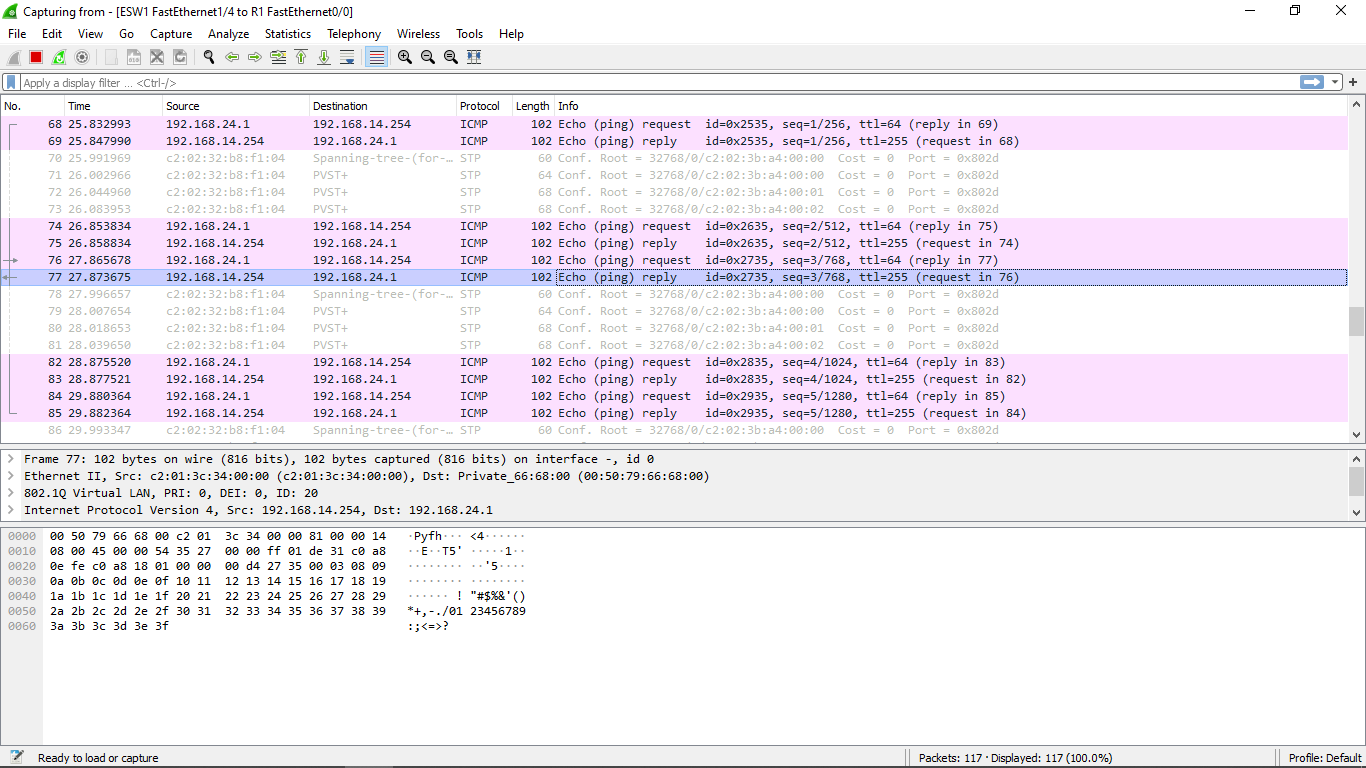 Capturing from - [ESW1 FastEthernet1/4 to R1 FastEthernet0/0]
File Edit View Go Capture Analyze Statistics Telephony Wireless Tools Help
Apply a display filter ... <Ctrl-/>
No. Time Source Destination Protocol Length Info
68 25.832993 192.168.24.1 192.168.14.254 ICMP 102 Echo (ping) request id=0x2535, seq=1/256, ttl=64 (reply in 69)
69 25.847990 192.168.14.254 192.168.24.1 ICMP 102 Echo (ping) reply id=0x2535, seq=1/256, ttl=255 (request in 68)
70 25.991969 c2:02:32:b8:f1:04 Spanning-tree-(for-… STP 60 Conf. Root = 32768/0/c2:02:3b:a4:00:00 Cost = 0 Port = 0x802d
71 26.002966 c2:02:32:b8:f1:04 PVST+ STP 64 Conf. Root = 32768/0/c2:02:3b:a4:00:00 Cost = 0 Port = 0x802d
72 26.044960 c2:02:32:b8:f1:04 PVST+ STP 68 Conf. Root = 32768/0/c2:02:3b:a4:00:01 Cost = 0 Port = 0x802d
73 26.083953 c2:02:32:b8:f1:04 PVST+ STP 68 Conf. Root = 32768/0/c2:02:3b:a4:00:02 Cost = 0 Port = 0x802d
74 26.853834 192.168.24.1 192.168.14.254 ICMP 102 Echo (ping) request id=0x2635, seq=2/512, ttl=64 (reply in 75)
75 26.858834 192.168.14.254 192.168.24.1 ICMP 102 Echo (ping) reply id=0x2635, seq=2/512, ttl=255 (request in 74)
76 27.865678 192.168.24.1 192.168.14.254 ICMP 102 Echo (ping) request id=0x2735, seq=3/768, ttl=64 (reply in 77)
77 27.873675 192.168.14.254 192.168.24.1 ICMP 102 Echo (ping) reply id=0x2735, seq=3/768, ttl=255 (request in 76)
78 27.996657 c2:02:32:b8:f1:04 Spanning-tree-(for-… STP 60 Conf. Root = 32768/0/c2:02:3b:a4:00:00 Cost = 0 Port = 0x802d
79 28.007654 c2:02:32:b8:f1:04 PVST+ STP 64 Conf. Root = 32768/0/c2:02:3b:a4:00:00 Cost = 0 Port = 0x802d
80 28.018653 c2:02:32:b8:f1:04 PVST+ STP 68 Conf. Root = 32768/0/c2:02:3b:a4:00:01 Cost = 0 Port = 0x802d
81 28.039650 c2:02:32:b8:f1:04 PVST+ STP 68 Conf. Root = 32768/0/c2:02:3b:a4:00:02 Cost = 0 Port = 0x802d
82 28.875520 192.168.24.1 192.168.14.254 ICMP 102 Echo (ping) request id=0x2835, seq=4/1024, ttl=64 (reply in 83)
83 28.877521 192.168.14.254 192.168.24.1 ICMP 102 Echo (ping) reply id=0x2835, seq=4/1024, ttl=255 (request in 82)
84 29.880364 192.168.24.1 192.168.14.254 ICMP 102 Echo (ping) request id=0x2935, seq=5/1280, ttl=64 (reply in 85)
85 29.882364 192.168.14.254 192.168.24.1 ICMP 102 Echo (ping) reply id=0x2935, seq=5/1280, ttl=255 (request in 84)
86 29.993347 c2:02:32:b8:f1:04 Spanning-tree-(for-… STP 60 Conf. Root = 32768/0/c2:02:3b:a4:00:00 Cost = 0 Port = 0x802d
Frame 77: 102 bytes on wire (816 bits), 102 bytes captured (816 bits) on interface -, id 0
Ethernet II, Src: c2:01:3c:34:00:00 (c2:01:3c:34:00:00), Dst: Private_66:68:00 (00:50:79:66:68:00)
802.1Q Virtual LAN, PRI: 0, DEI: 0, ID: 20
Internet Protocol Version 4, Src: 192.168.14.254, Dst: 192.168.24.1
0000 00 50 79 66 68 00 c2 01 3c 34 00 00 81 00 00 14 ·Pyfh··· <4······
0010 08 00 45 00 00 54 35 27 00 00 ff 01 de 31 c0 a8 ··E··T5' ·····1··
0020 0e fe c0 a8 18 01 00 00 00 d4 27 35 00 03 08 09 ········ ··'5····
0030 0a 0b 0c 0d 0e 0f 10 11 12 13 14 15 16 17 18 19 ········ ········
0040 1a 1b 1c 1d 1e 1f 20 21 22 23 24 25 26 27 28 29 ······ ! "#$%&'()
0050 2a 2b 2c 2d 2e 2f 30 31 32 33 34 35 36 37 38 39 *+,-./01 23456789
0060 3a 3b 3c 3d 3e 3f :;<=>?
Ready to load or capture Packets: 117 · Displayed: 117 (100.0%) Profile: Default